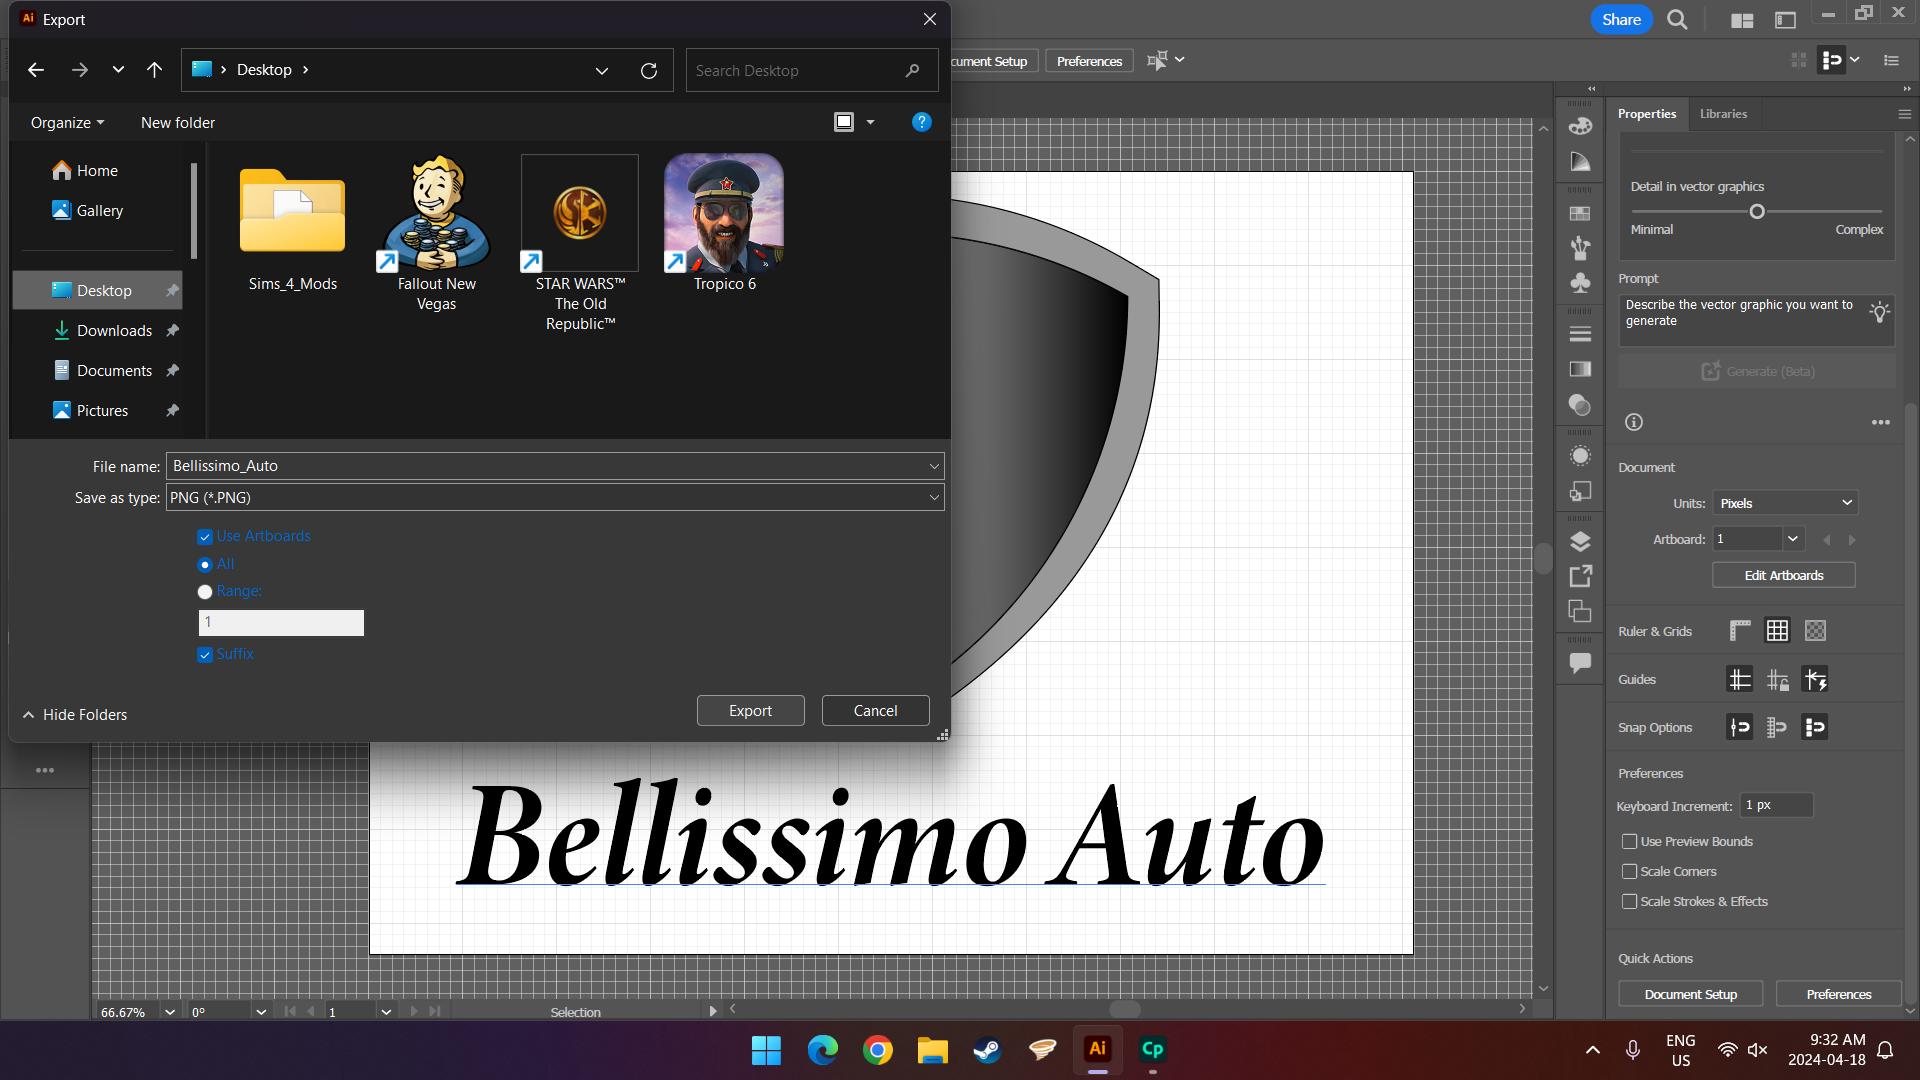 Ai Export
Share
Desktop
Search Desktop
cument Setup
Preferences
Organize
New folder
?
Properties
Libraries
Home
Gallery
Desktop
Downloads
Documents
Pictures
Sims_4_Mods
Fallout New
Vegas
STAR WARS™
The Old
Republic™
Tropico 6
Detail in vector graphics
Minimal
Complex
Prompt
Describe the vector graphic you want to
generate
Generate (Beta)
File name: Bellissimo_Auto
Save as type: PNG (*.PNG)
Use Artboards
All
Range:
1
Suffix
Hide Folders
Export
Cancel
Document
Units: Pixels
Artboard: 1
Edit Artboards
Ruler & Grids
Guides
Snap Options
Preferences
Keyboard Increment: 1 px
Use Preview Bounds
Scale Corners
Scale Strokes & Effects
Quick Actions
Document Setup
Preferences
Bellissimo Auto
66.67%
0°
1
Selection
Ai
Cp
ENG
US
9:32 AM
2024-04-18